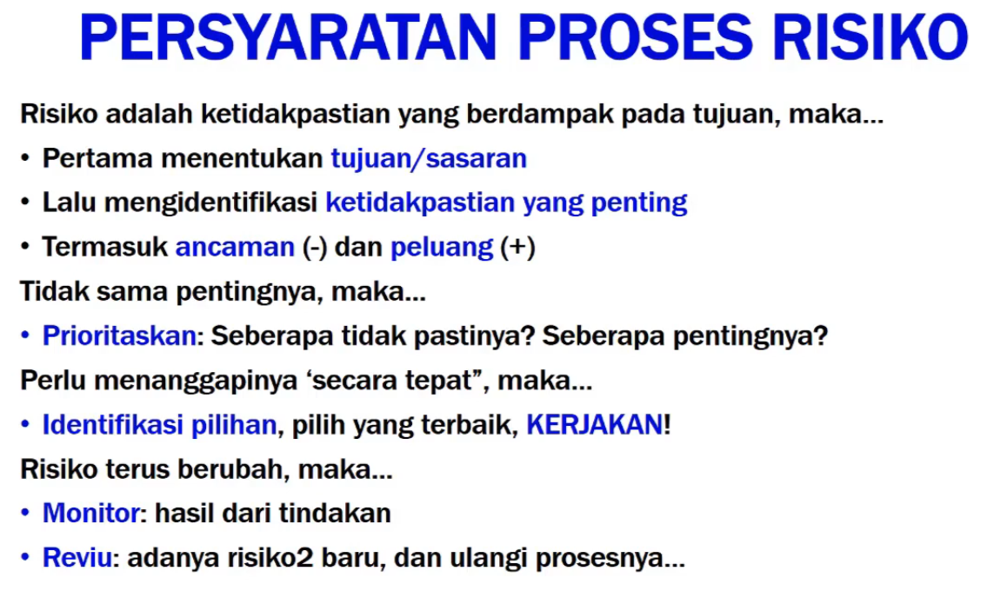 PERSYARATAN PROSES RISIKO
Risiko adalah ketidakpastian yang berdampak pada tujuan, maka...
• Pertama menentukan tujuan/sasaran
• Lalu mengidentifikasi ketidakpastian yang penting
• Termasuk ancaman (-) dan peluang (+)
Tidak sama pentingnya, maka...
• Prioritaskan: Seberapa tidak pastinya? Seberapa pentingnya?
Perlu menanggapinya ‘secara tepat”, maka...
• Identifikasi pilihan, pilih yang terbaik, KERJAKAN!
Risiko terus berubah, maka...
• Monitor: hasil dari tindakan
• Reviu: adanya risiko2 baru, dan ulangi prosesnya...